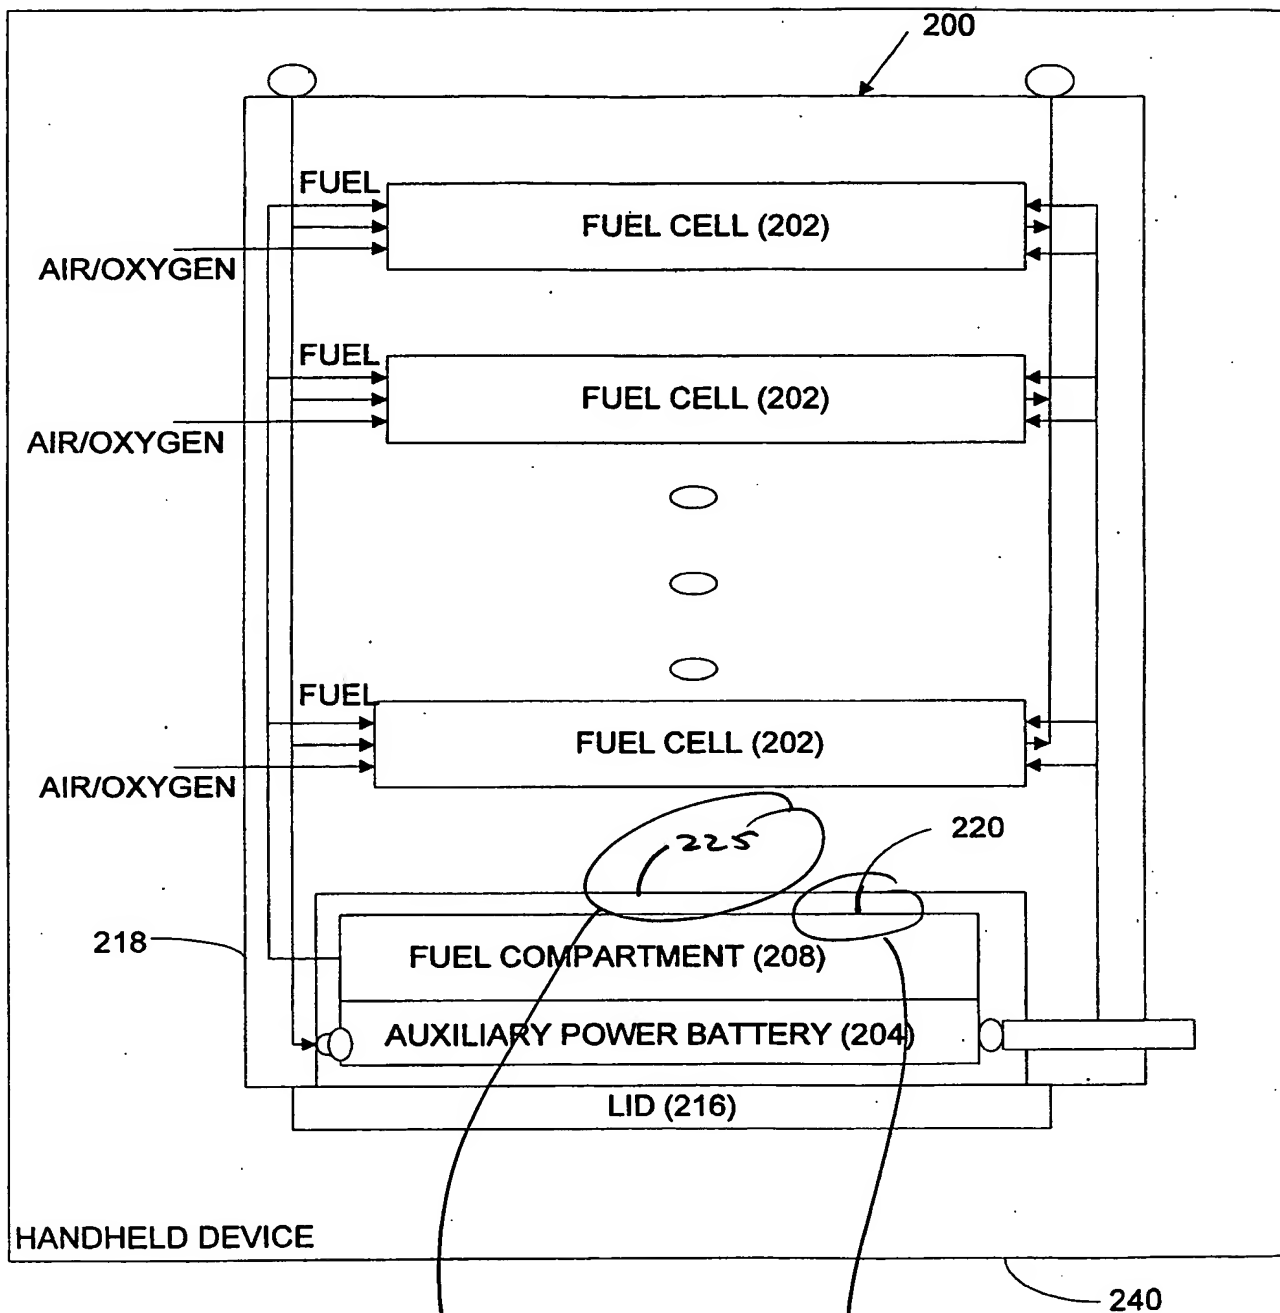 200
FUEL
FUEL CELL (202)
AIR/OXYGEN
FUEL
FUEL CELL (202)
AIR/OXYGEN
FUEL
FUEL CELL (202)
AIR/OXYGEN
225
220
218
FUEL COMPARTMENT (208)
AUXILIARY POWER BATTERY (204)
LID (216)
HANDHELD DEVICE
240